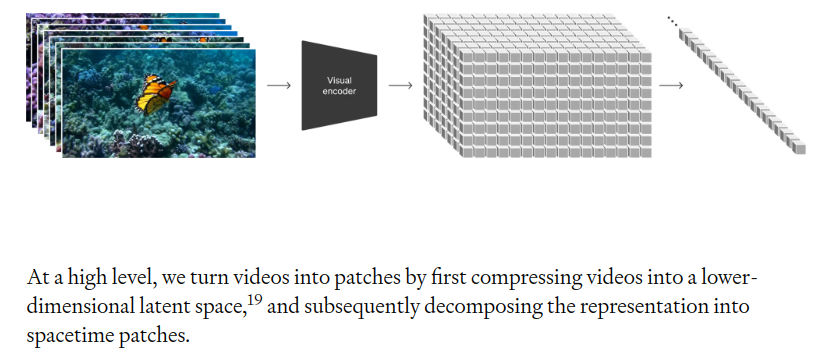 Visual
encoder
At a high level, we turn videos into patches by first compressing videos into a lower-
dimensional latent space,19 and subsequently decomposing the representation into
spacetime patches.